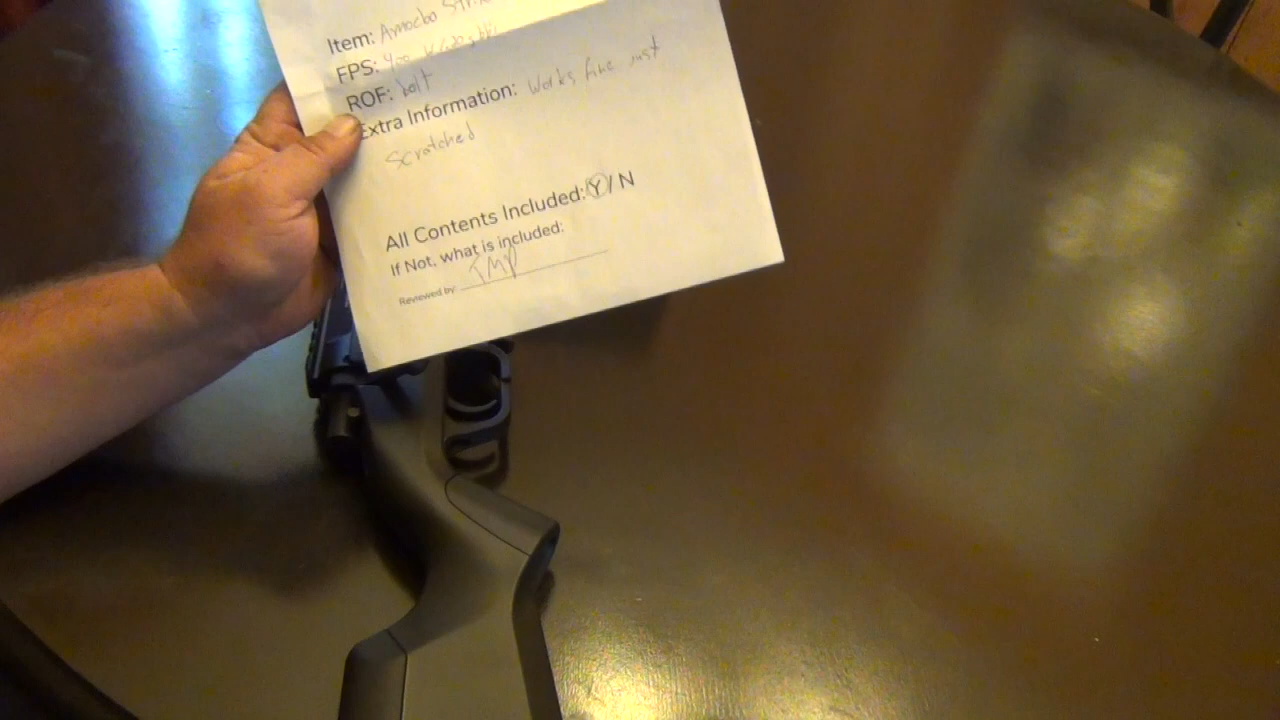 Item: Amoeba
FPS: 400
ROF: bolt
Extra Information: Works fine just
Scratched
All Contents Included: Y / N
If Not, what is included:
Reviewed by: